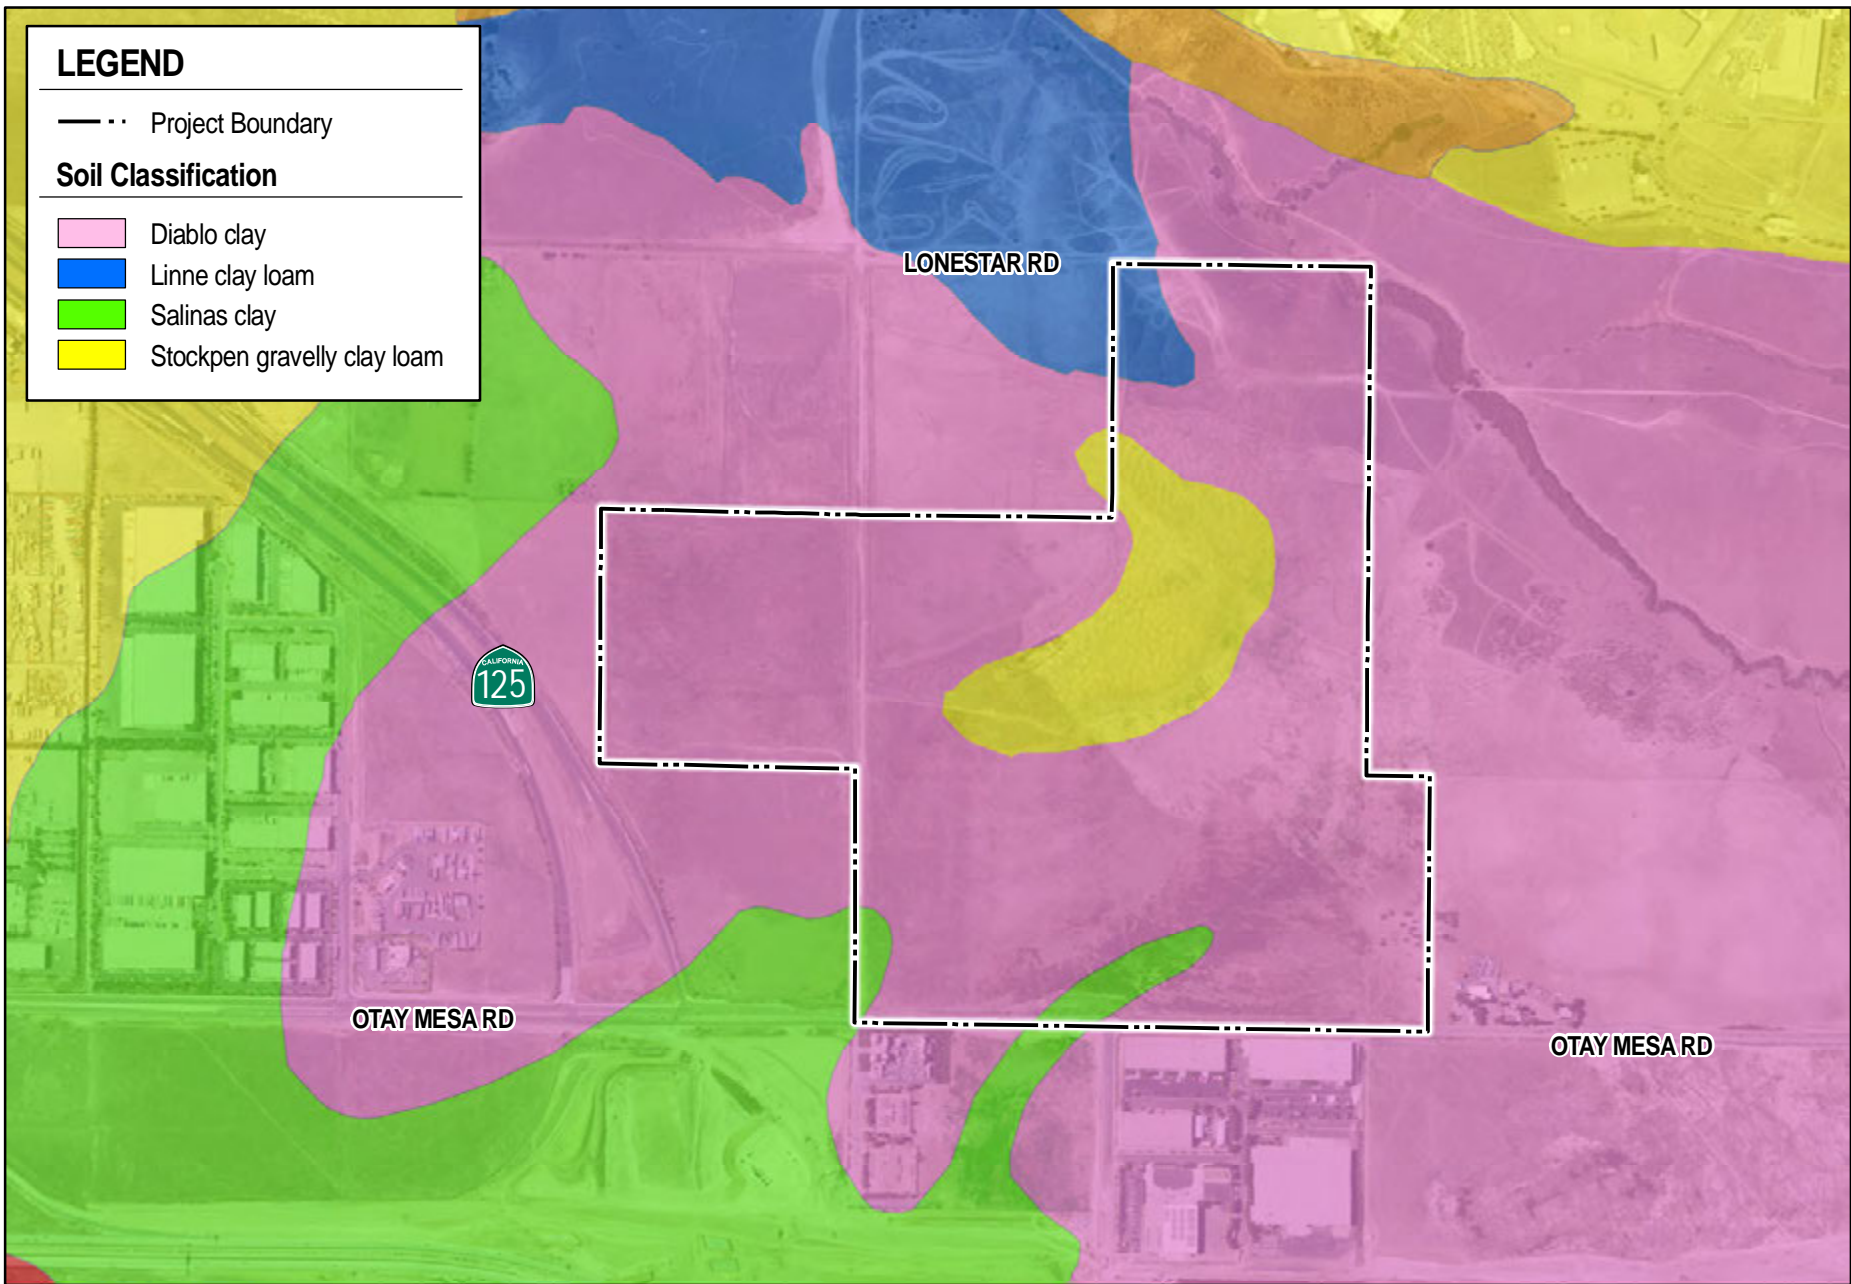 LEGEND
Project Boundary
Soil Classification
Diablo clay
Linne clay loam
Salinas clay
Stockpen gravelly clay loam
LONESTAR RD
CALIFORNIA
125
OTAY MESA RD
OTAY MESA RD